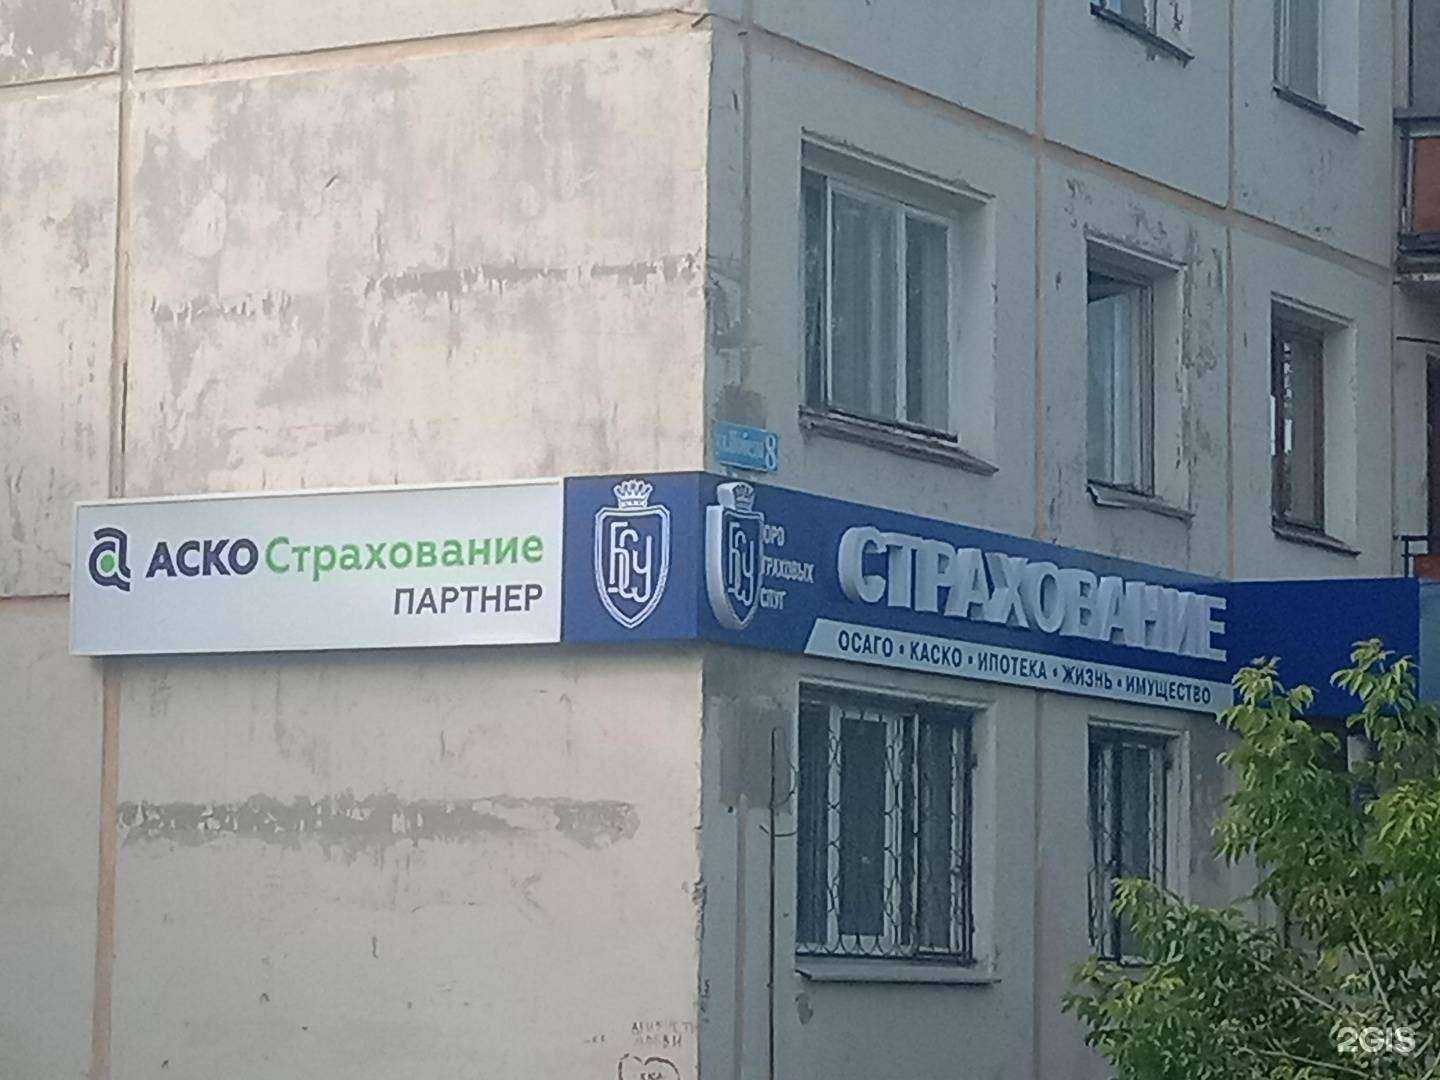 8
АСКО Страхование
ПАРТНЕР
БСУ
БСУ
СТРАХОВАНИЕ
ОСАГО • КАСКО • ИПОТЕКА • ЖИЗНЬ • ИМУЩЕСТВО
2GIS